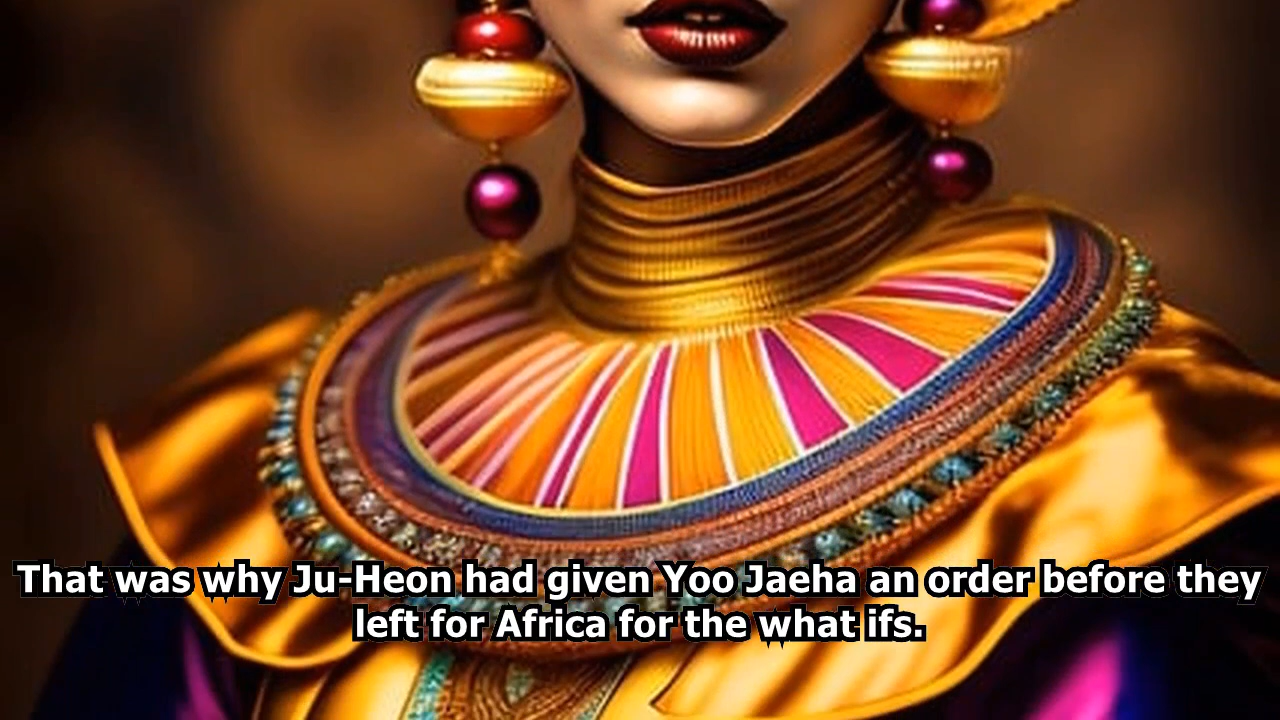 That was why Ju-Heon had given Yoo Jaeha an order before they
left for Africa for the what ifs.